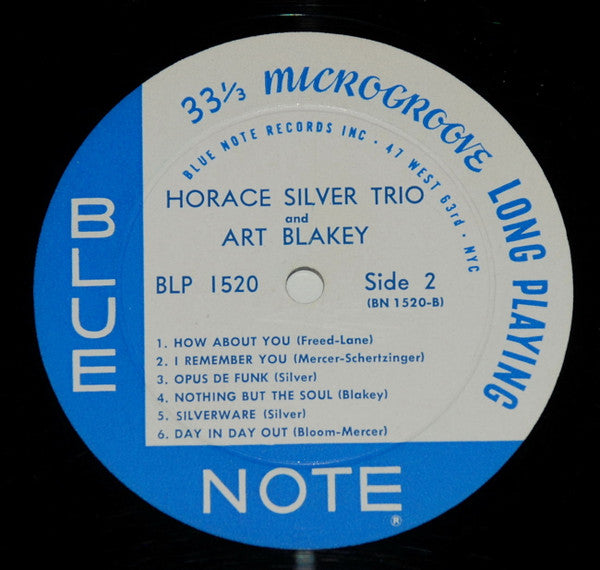 33⅓ MICROGROOVE LONG PLAYING
BLUE NOTE RECORDS INC · 47 WEST 63rd · NYC
HORACE SILVER TRIO
and
ART BLAKEY
BLP 1520
Side 2
(BN 1520-B)
1. HOW ABOUT YOU (Freed-Lane)
2. I REMEMBER YOU (Mercer-Schertzinger)
3. OPUS DE FUNK (Silver)
4. NOTHING BUT THE SOUL (Blakey)
5. SILVERWARE (Silver)
6. DAY IN DAY OUT (Bloom-Mercer)
BLUE
NOTE®